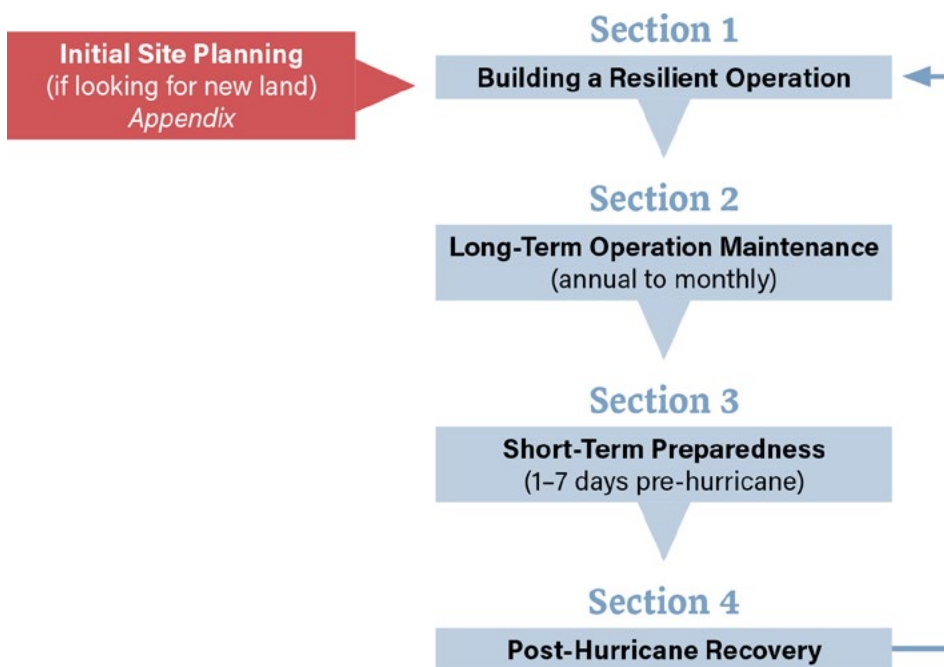 Initial Site Planning
(if looking for new land)
Appendix
Section 1
Building a Resilient Operation
Section 2
Long-Term Operation Maintenance
(annual to monthly)
Section 3
Short-Term Preparedness
(1–7 days pre-hurricane)
Section 4
Post-Hurricane Recovery